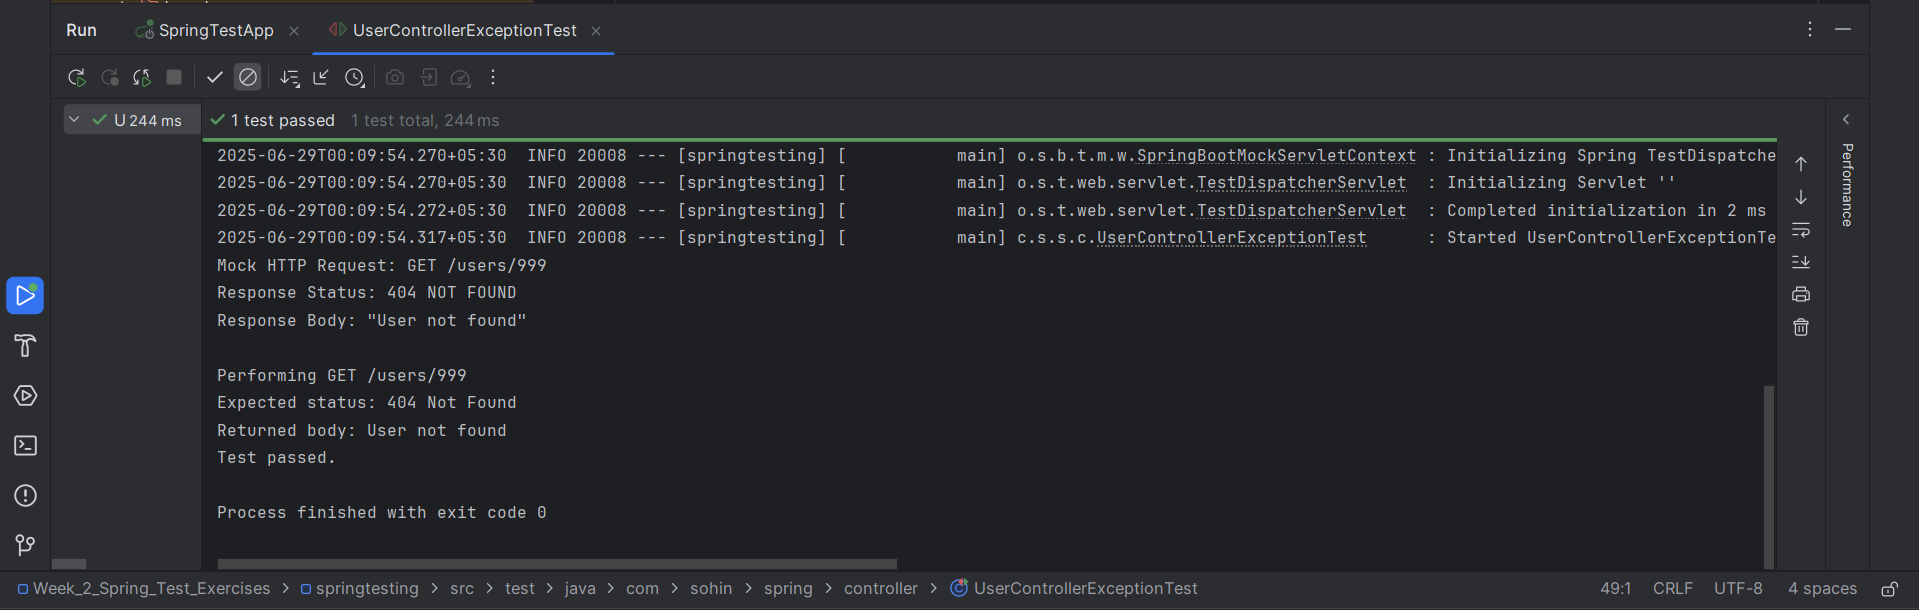 Run SpringTestApp UserControllerExceptionTest
U 244 ms 1 test passed 1 test total, 244 ms
2025-06-29T00:09:54.270+05:30  INFO 20008 --- [springtesting] [           main] o.s.b.t.m.w.SpringBootMockServletContext : Initializing Spring TestDispatche
2025-06-29T00:09:54.270+05:30  INFO 20008 --- [springtesting] [           main] o.s.t.web.servlet.TestDispatcherServlet  : Initializing Servlet ''
2025-06-29T00:09:54.272+05:30  INFO 20008 --- [springtesting] [           main] o.s.t.web.servlet.TestDispatcherServlet  : Completed initialization in 2 ms
2025-06-29T00:09:54.317+05:30  INFO 20008 --- [springtesting] [           main] c.s.s.c.UserControllerExceptionTest      : Started UserControllerExceptionTe
Mock HTTP Request: GET /users/999
Response Status: 404 NOT FOUND
Response Body: "User not found"
Performing GET /users/999
Expected status: 404 Not Found
Returned body: User not found
Test passed.
Process finished with exit code 0
Performance
Week_2_Spring_Test_Exercises > springtesting > src > test > java > com > sohin > spring > controller > UserControllerExceptionTest 49:1 CRLF UTF-8 4 spaces